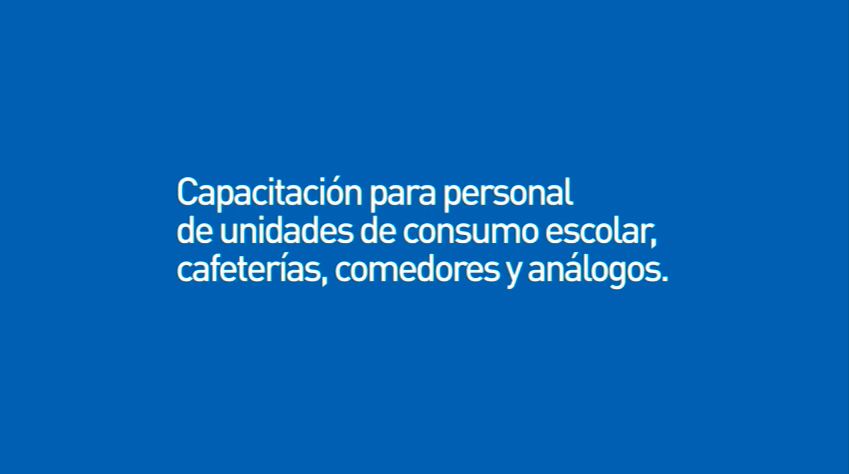 Capacitación para personal
de unidades de consumo escolar,
cafeterías, comedores y análogos.